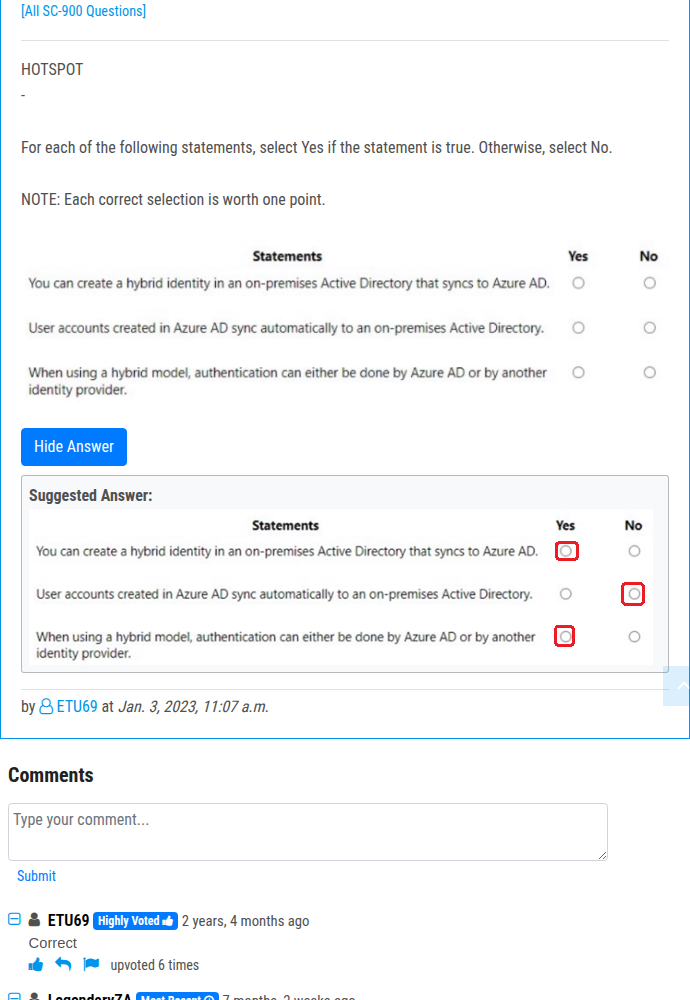 [All SC-900 Questions]
HOTSPOT
-
For each of the following statements, select Yes if the statement is true. Otherwise, select No.
NOTE: Each correct selection is worth one point.
Statements Yes No
You can create a hybrid identity in an on-premises Active Directory that syncs to Azure AD.
User accounts created in Azure AD sync automatically to an on-premises Active Directory.
When using a hybrid model, authentication can either be done by Azure AD or by another
identity provider.
Hide Answer
Suggested Answer:
Statements Yes No
You can create a hybrid identity in an on-premises Active Directory that syncs to Azure AD.
User accounts created in Azure AD sync automatically to an on-premises Active Directory.
When using a hybrid model, authentication can either be done by Azure AD or by another
identity provider.
by ETU69 at Jan. 3, 2023, 11:07 a.m.
Comments
Type your comment...
Submit
ETU69 Highly Voted 2 years, 4 months ago
Correct
upvoted 6 times
LegendaryZA Most Recent 7 months, 2 weeks ago